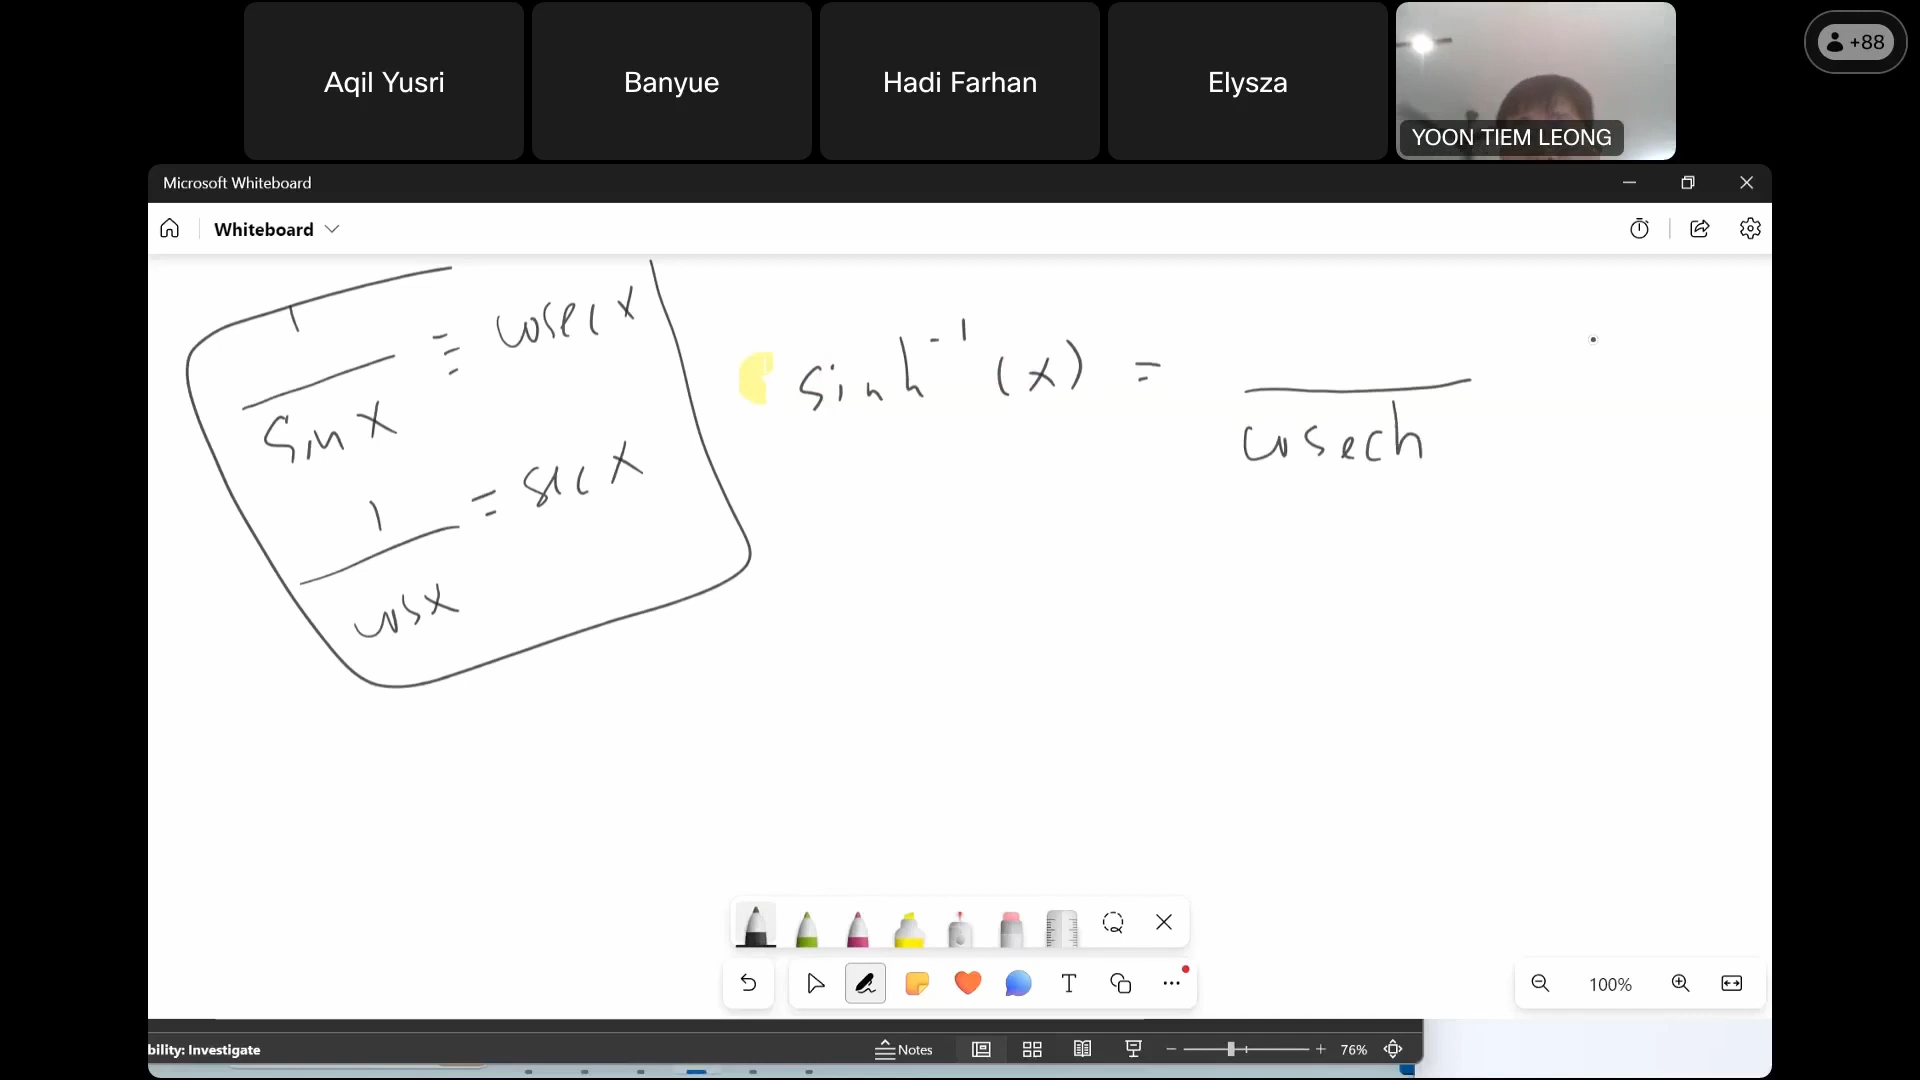 Aqil Yusri
Banyue
Hadi Farhan
Elysza
YOON TIEM LEONG
+88
Microsoft Whiteboard
Whiteboard
1
sin x
= cosec x
1
cos x
= sec x
sinh⁻¹ (x) =
cosech
100%
bility: Investigate
Notes
76%